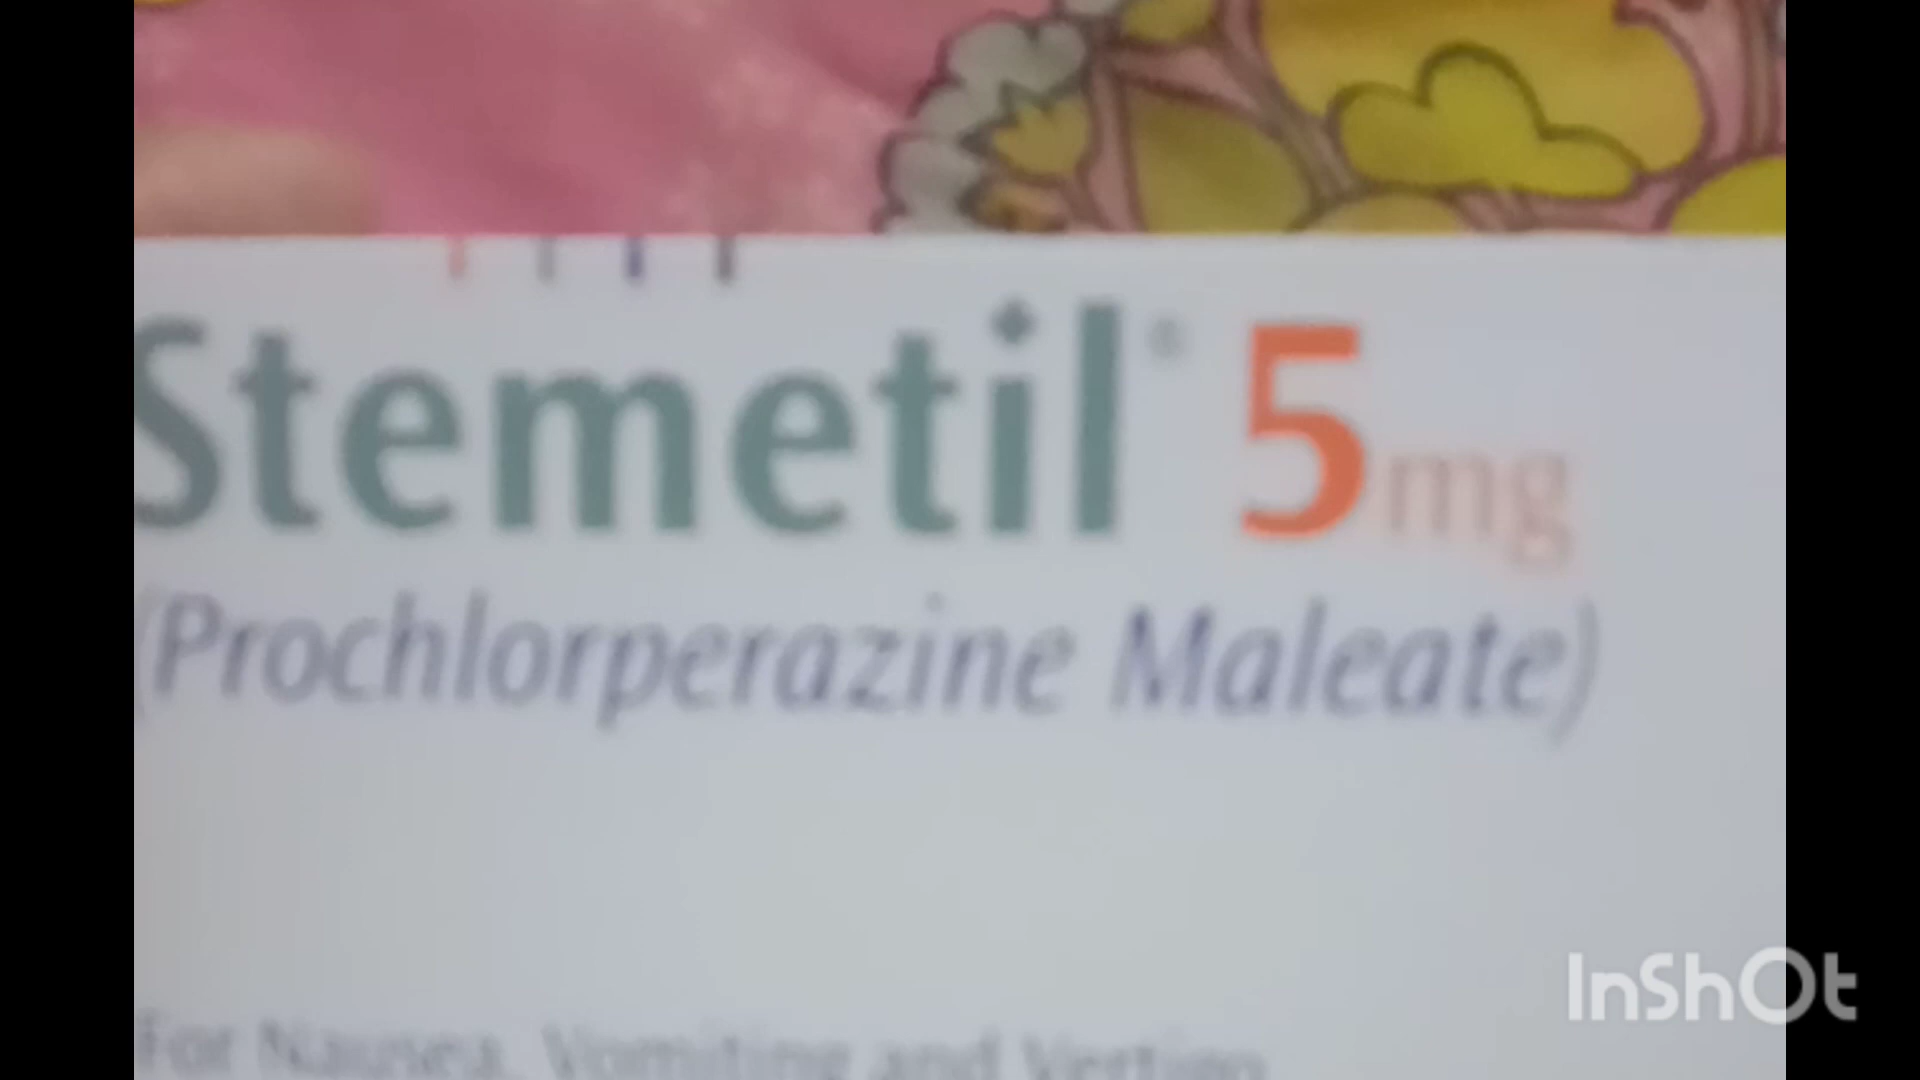 Stemetil® 5mg
(Prochlorperazine Maleate)
For Nausea, Vomiting and Vertigo
InShOt